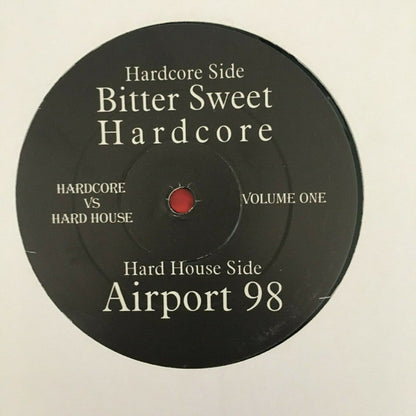 Hardcore Side
Bitter Sweet
Hardcore
HARDCORE
VS
HARD HOUSE
VOLUME ONE
Hard House Side
Airport 98